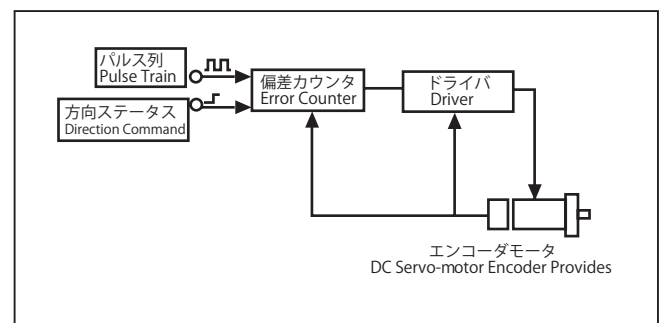 パルス列
Pulse Train
方向ステータス
Direction Command
偏差カウンタ
Error Counter
ドライバ
Driver
エンコーダモータ
DC Servo-motor Encoder Provides